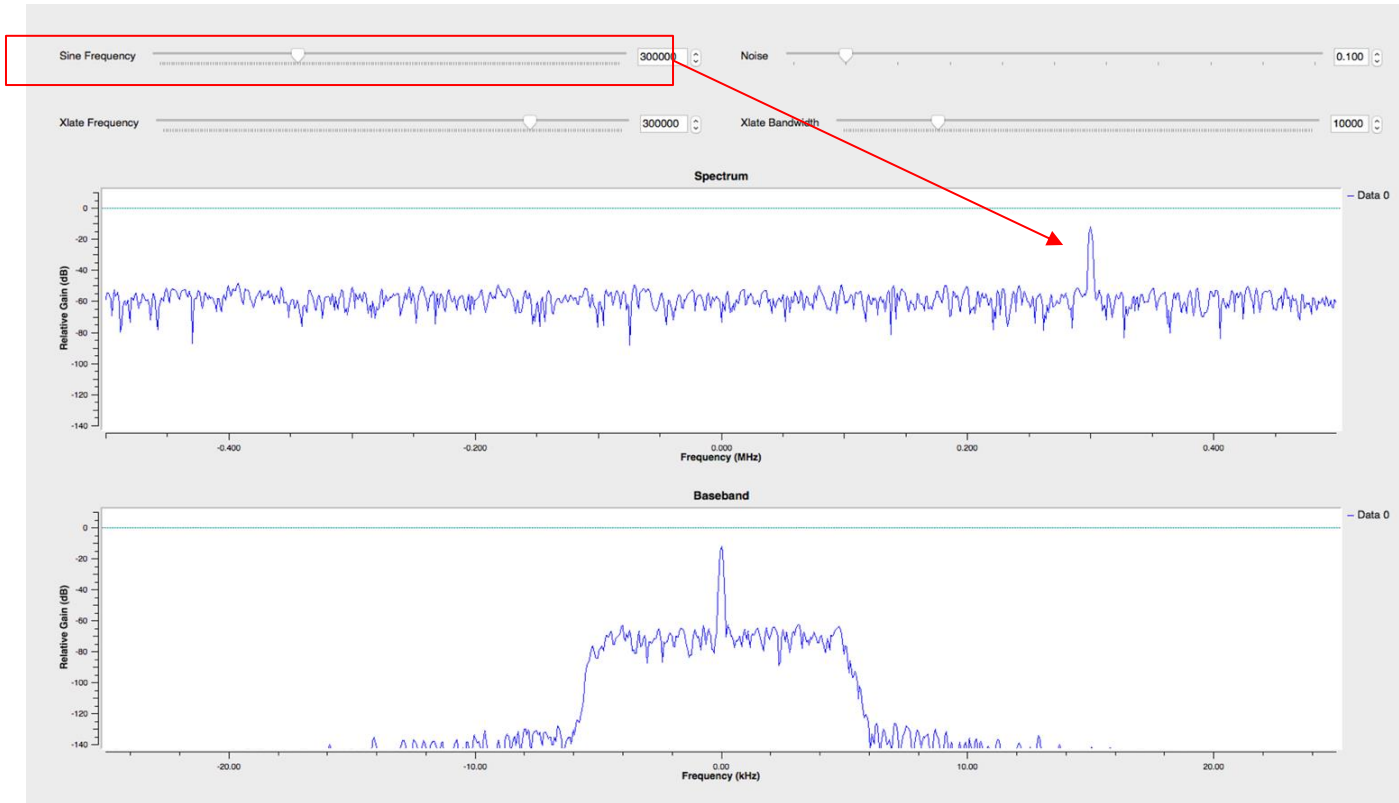 Sine Frequency 300000 Noise 0.100
Xlate Frequency 300000 Xlate Bandwidth 10000
Spectrum
Data 0
0
-20
-40
-60
-80
-100
-120
-140
Relative Gain (dB)
-0.400 -0.200 0.000 0.200 0.400
Frequency (MHz)
Baseband
Data 0
0
-20
-40
-60
-80
-100
-120
-140
Relative Gain (dB)
-20.00 -10.00 0.00 10.00 20.00
Frequency (kHz)